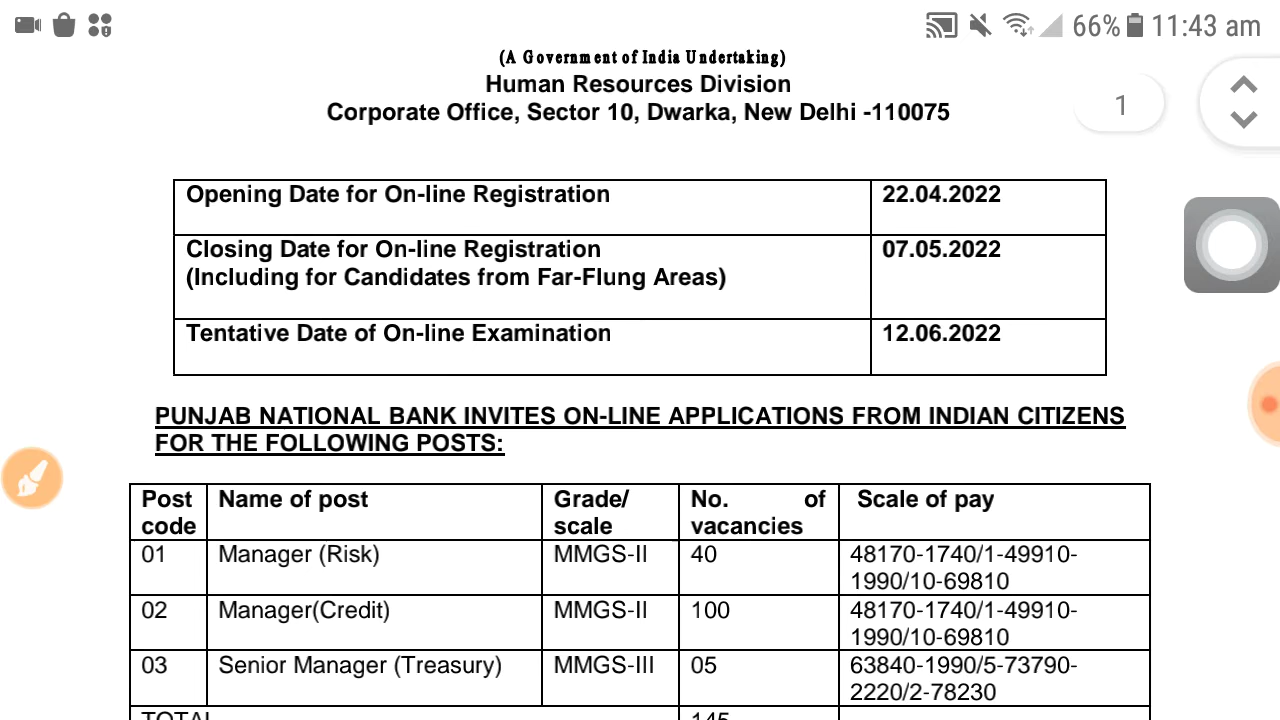 66% 11:43 am
(A Government of India Undertaking)
Human Resources Division
Corporate Office, Sector 10, Dwarka, New Delhi -110075
1
Opening Date for On-line Registration 22.04.2022
Closing Date for On-line Registration 07.05.2022
(Including for Candidates from Far-Flung Areas)
Tentative Date of On-line Examination 12.06.2022
PUNJAB NATIONAL BANK INVITES ON-LINE APPLICATIONS FROM INDIAN CITIZENS
FOR THE FOLLOWING POSTS:
Post Name of post Grade/ No. of Scale of pay
code scale vacancies
01 Manager (Risk) MMGS-II 40 48170-1740/1-49910-
1990/10-69810
02 Manager(Credit) MMGS-II 100 48170-1740/1-49910-
1990/10-69810
03 Senior Manager (Treasury) MMGS-III 05 63840-1990/5-73790-
2220/2-78230
TOTAL 145